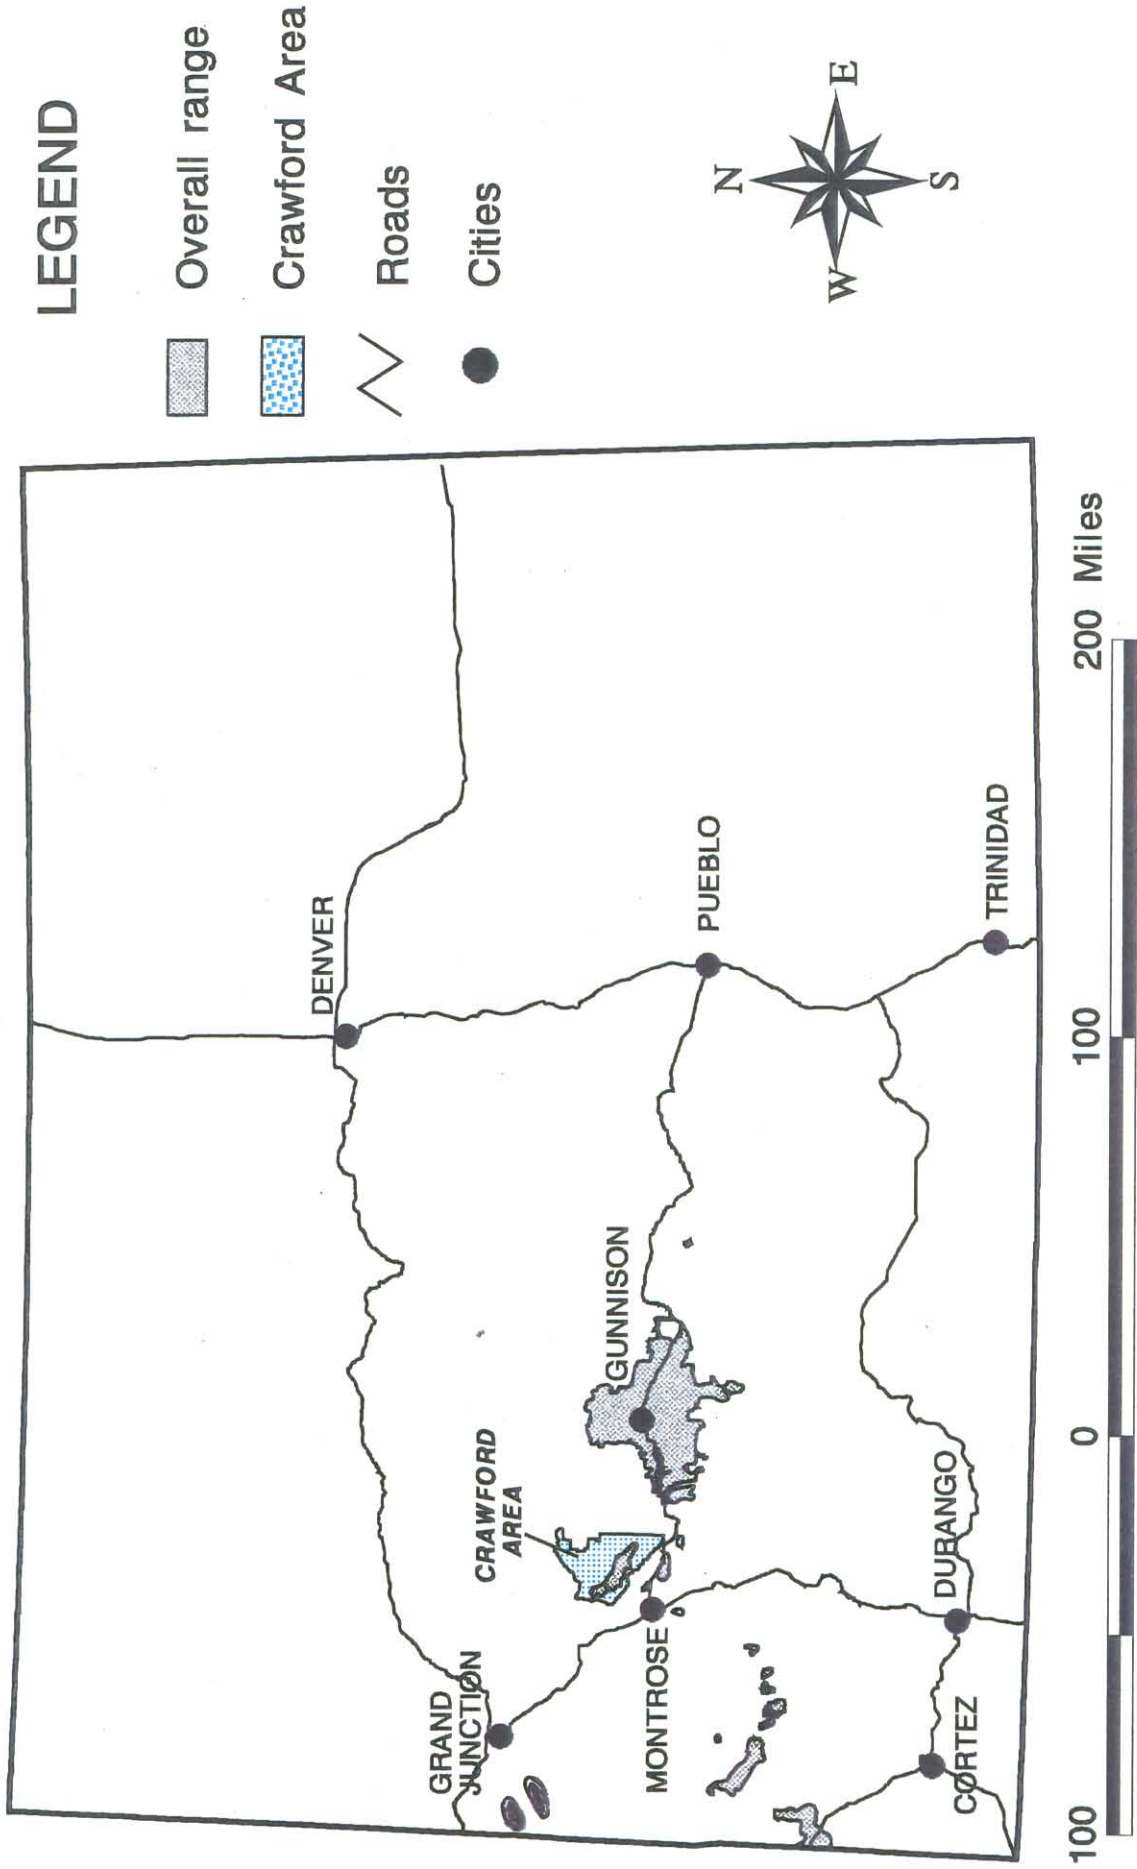 LEGEND
Overall range
Crawford Area
Roads
Cities
N
W
E
S
DENVER
PUEBLO
TRINIDAD
GUNNISON
CRAWFORD
AREA
GRAND
JUNCTION
MONTROSE
DURANGO
CORTEZ
100
0
100
200 Miles